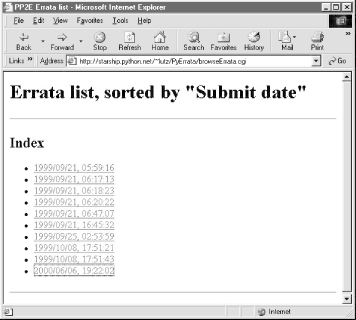 PP2E Errata list - Microsoft Internet Explorer
File Edit View Favorites Tools Help
Back Forward Stop Refresh Home Search Favorites History Mail Print »
Links » Address http://starship.python.net/~lutz/PyErrata/browseErrata.cgi Go
Errata list, sorted by "Submit date"
Index
1999/09/21, 05:59:16
1999/09/21, 06:17:13
1999/09/21, 06:18:23
1999/09/21, 06:20:22
1999/09/21, 06:47:07
1999/09/21, 16:45:32
1999/09/25, 02:53:59
1999/10/08, 17:51:21
1999/10/08, 17:51:43
2000/06/06, 19:22:02
Internet